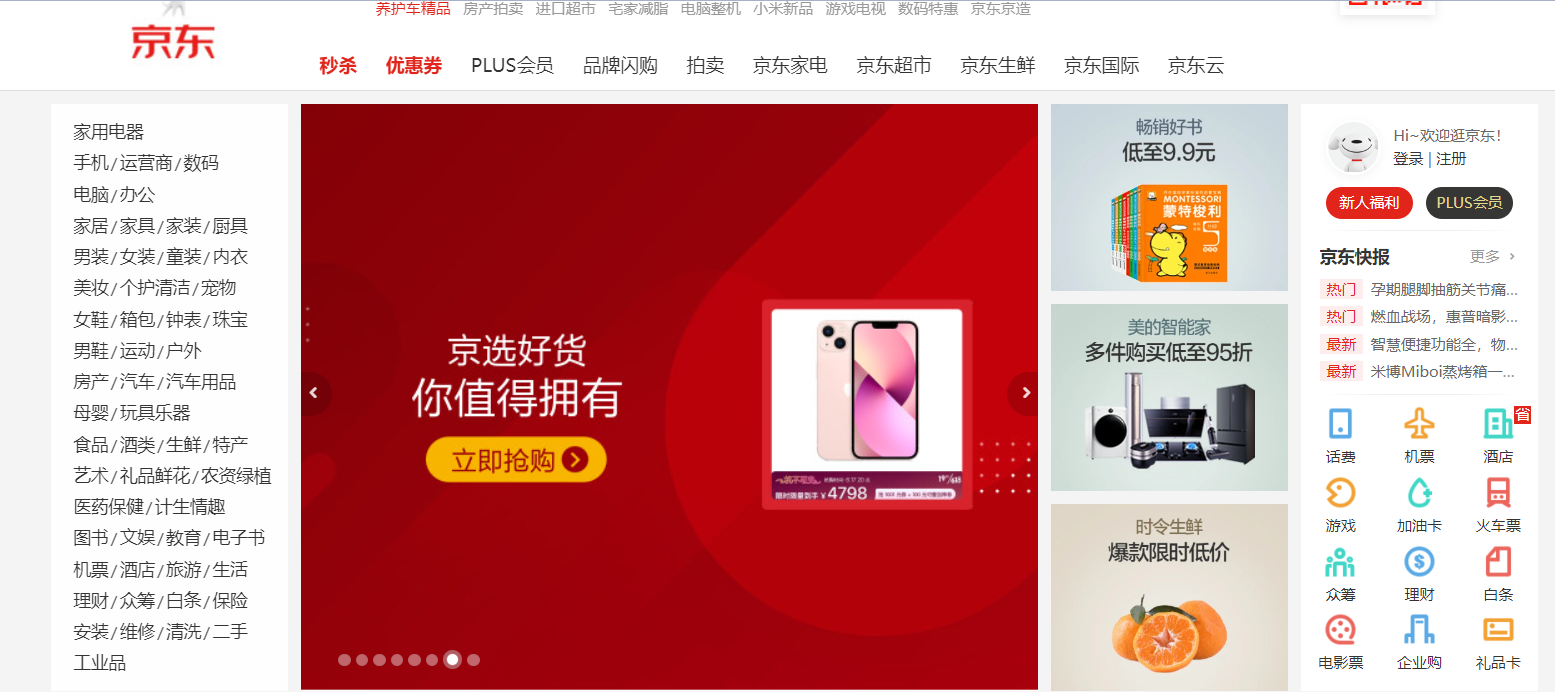 养护车精品 房产拍卖 进口超市 宅家减脂 电脑整机 小米新品 游戏电视 数码特惠 京东京造
京东
秒杀 优惠券 PLUS会员 品牌闪购 拍卖 京东家电 京东超市 京东生鲜 京东国际 京东云
家用电器
手机/运营商/数码
电脑/办公
家居/家具/家装/厨具
男装/女装/童装/内衣
美妆/个护清洁/宠物
女鞋/箱包/钟表/珠宝
男鞋/运动/户外
房产/汽车/汽车用品
母婴/玩具乐器
食品/酒类/生鲜/特产
艺术/礼品鲜花/农资绿植
医药保健/计生情趣
图书/文娱/教育/电子书
机票/酒店/旅游/生活
理财/众筹/白条/保险
安装/维修/清洗/二手
工业品
京选好货
你值得拥有
立即抢购
限时限量到手¥4798
畅销好书
低至9.9元
MONTESSORI
蒙特梭利
美的智能家
多件购买低至95折
时令生鲜
爆款限时低价
Hi~欢迎逛京东！
登录 | 注册
新人福利 PLUS会员
京东快报 更多 ›
热门 孕期腿脚抽筋关节痛...
热门 燃血战场，惠普暗影...
最新 智慧便捷功能全，物...
最新 米博Miboi蒸烤箱一...
省
话费 机票 酒店
游戏 加油卡 火车票
众筹 理财 白条
电影票 企业购 礼品卡